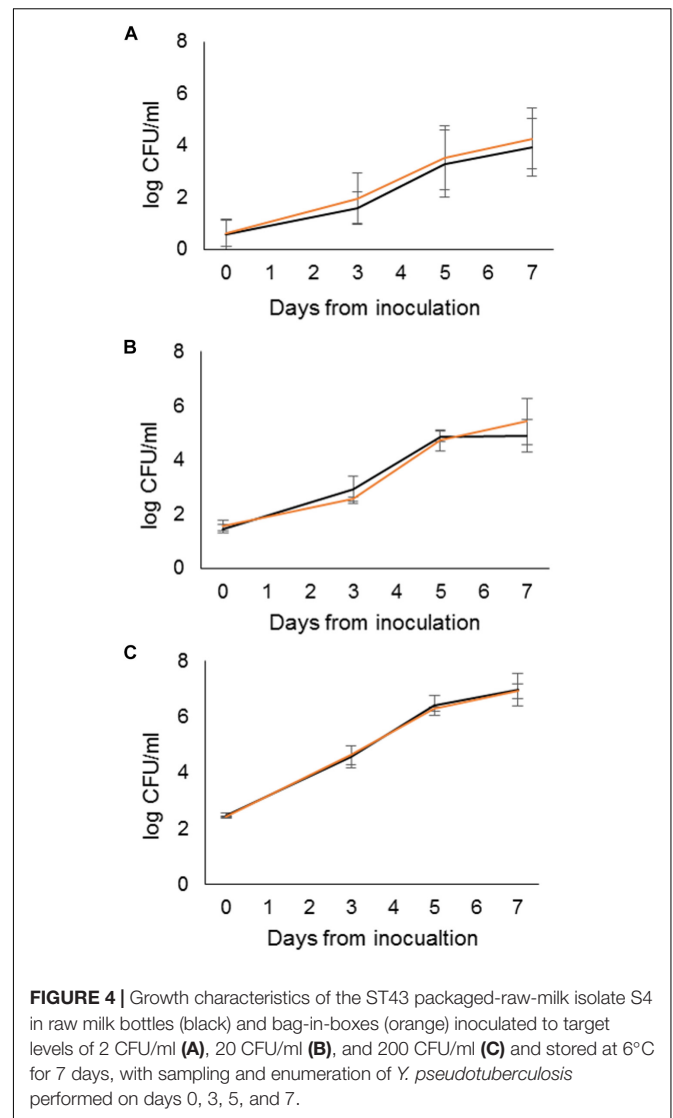 A
8
6
4
2
0
log CFU/ml
0 1 2 3 4 5 6 7
Days from inoculation
B
8
6
4
2
0
log CFU/ml
0 1 2 3 4 5 6 7
Days from inoculation
C
8
6
4
2
0
log CFU/ml
0 1 2 3 4 5 6 7
Days from inocualtion
FIGURE 4 | Growth characteristics of the ST43 packaged-raw-milk isolate S4
in raw milk bottles (black) and bag-in-boxes (orange) inoculated to target
levels of 2 CFU/ml (A), 20 CFU/ml (B), and 200 CFU/ml (C) and stored at 6°C
for 7 days, with sampling and enumeration of Y. pseudotuberculosis
performed on days 0, 3, 5, and 7.